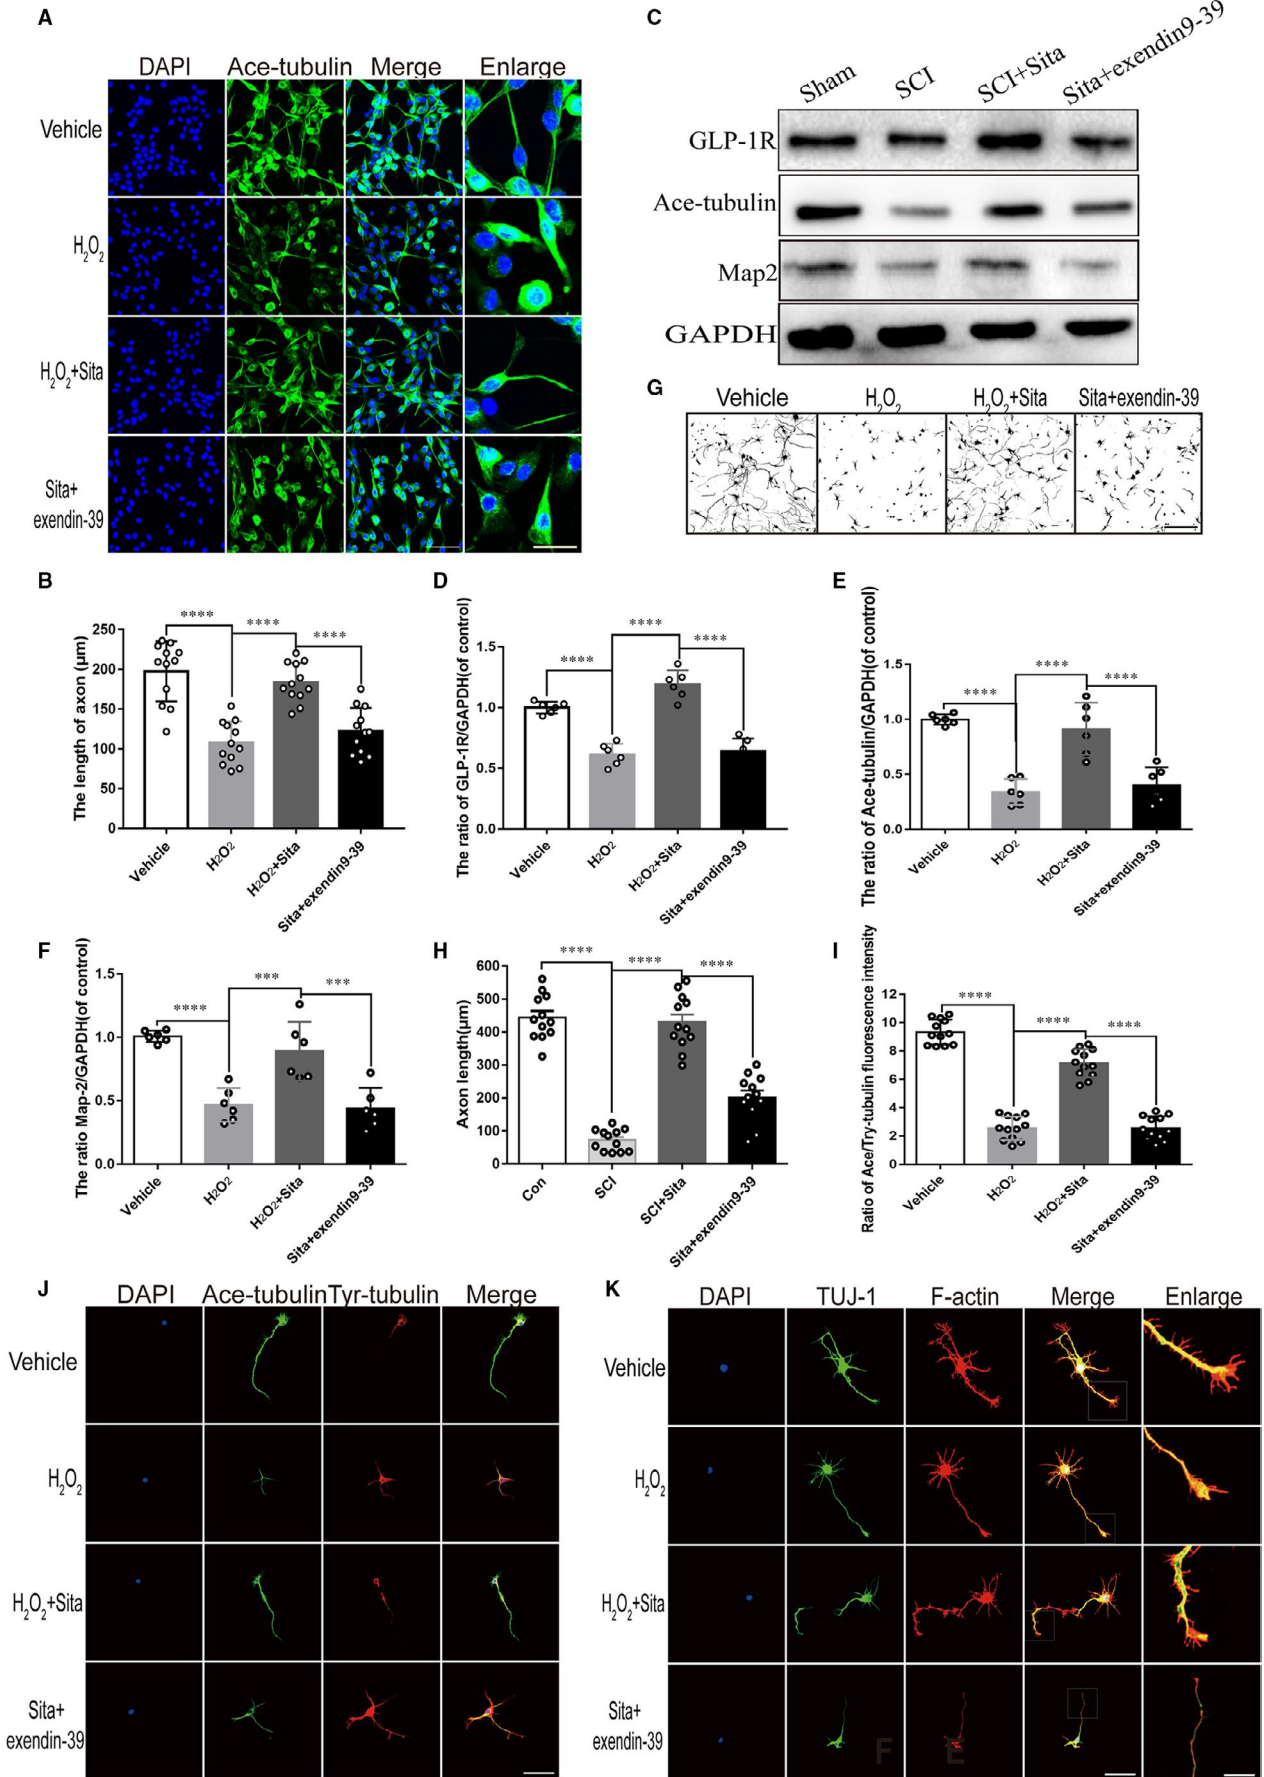 A
DAPI Ace-tubulin Merge Enlarge
Vehicle
H2O2
H2O2+Sita
Sita+
exendin-39
C
Sham SCI SCI+Sita Sita+exendin9-39
GLP-1R
Ace-tubulin
Map2
GAPDH
G
Vehicle H2O2 H2O2+Sita Sita+exendin-39
B
The length of axon (μm)
250
200
150
100
50
0
**** **** ****
Vehicle H2O2 H2O2+Sita Sita+exendin9-39
D
The ratio of GLP-1R/GAPDH(of control)
1.5
1.0
0.5
0.0
**** **** ****
Vehicle H2O2 H2O2+Sita Sita+exendin9-39
E
The ratio of Ace-tubulin/GAPDH(of control)
1.5
1.0
0.5
0.0
**** **** ****
Vehicle H2O2 H2O2+Sita Sita+exendin9-39
F
The ratio Map-2/GAPDH(of control)
1.5
1.0
0.5
0.0
**** *** ***
Vehicle H2O2 H2O2+Sita Sita+exendin9-39
H
Axon length(μm)
600
500
400
300
200
100
0
**** **** ****
Con SCI SCI+Sita Sita+exendin9-39
I
Ratio of Ace/Try-tubulin fluorescence intensity
12
10
8
6
4
2
0
**** **** ****
Vehicle H2O2 H2O2+Sita Sita+exendin9-39
J
DAPI Ace-tubulin Tyr-tubulin Merge
Vehicle
H2O2
H2O2+Sita
Sita+
exendin-39
K
DAPI TUJ-1 F-actin Merge Enlarge
Vehicle
H2O2
H2O2+Sita
Sita+
exendin-39
F E